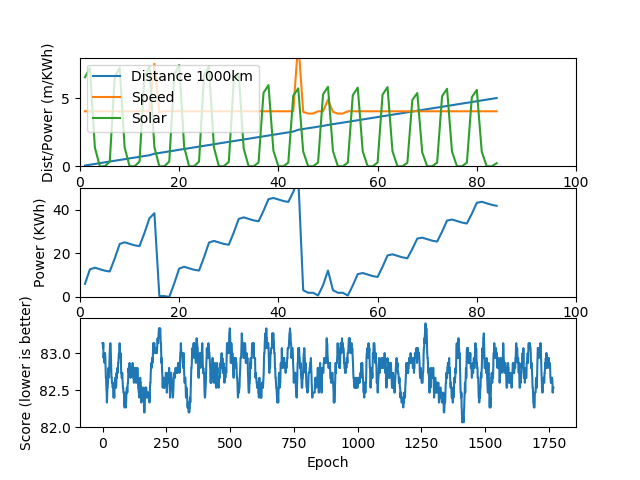 Dist/Power (m/KWh)
5
0
Distance 1000km
Speed
Solar
0 20 40 60 80 100
Power (KWh)
40
20
0
0 20 40 60 80 100
Score (lower is better)
83.0
82.5
82.0
0 250 500 750 1000 1250 1500 1750
Epoch